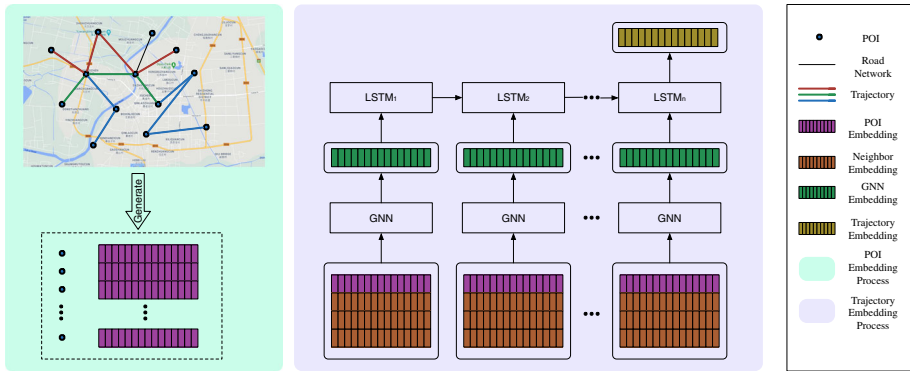 Generate
LSTM1
LSTM2
LSTMn
GNN
GNN
GNN
POI
Road
Network
Trajectory
POI
Embedding
Neighbor
Embedding
GNN
Embedding
Trajectory
Embedding
POI
Embedding
Process
Trajectory
Embedding
Process